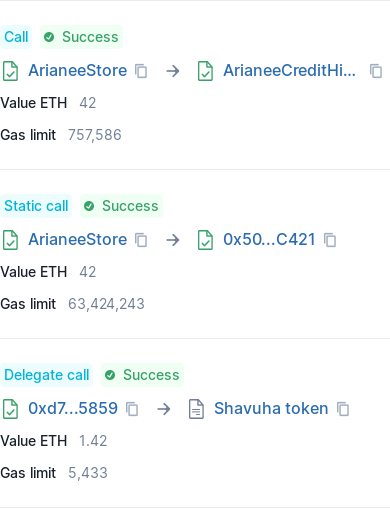 Call Success
ArianeeStore → ArianeeCreditHi...
Value ETH 42
Gas limit 757,586
Static call Success
ArianeeStore → 0x50...C421
Value ETH 42
Gas limit 63,424,243
Delegate call Success
0xd7...5859 → Shavuha token
Value ETH 1.42
Gas limit 5,433